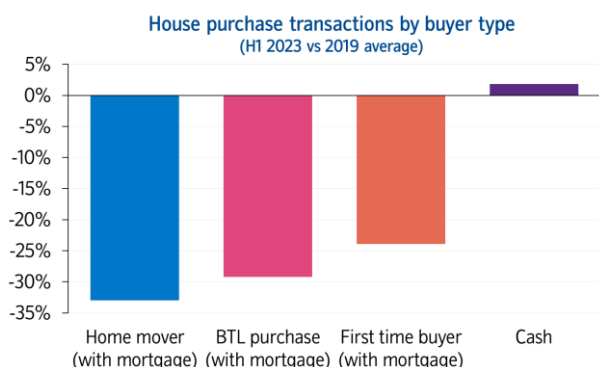 House purchase transactions by buyer type
(H1 2023 vs 2019 average)
5%
0%
-5%
-10%
-15%
-20%
-25%
-30%
-35%
Home mover
(with mortgage)
BTL purchase
(with mortgage)
First time buyer
(with mortgage)
Cash